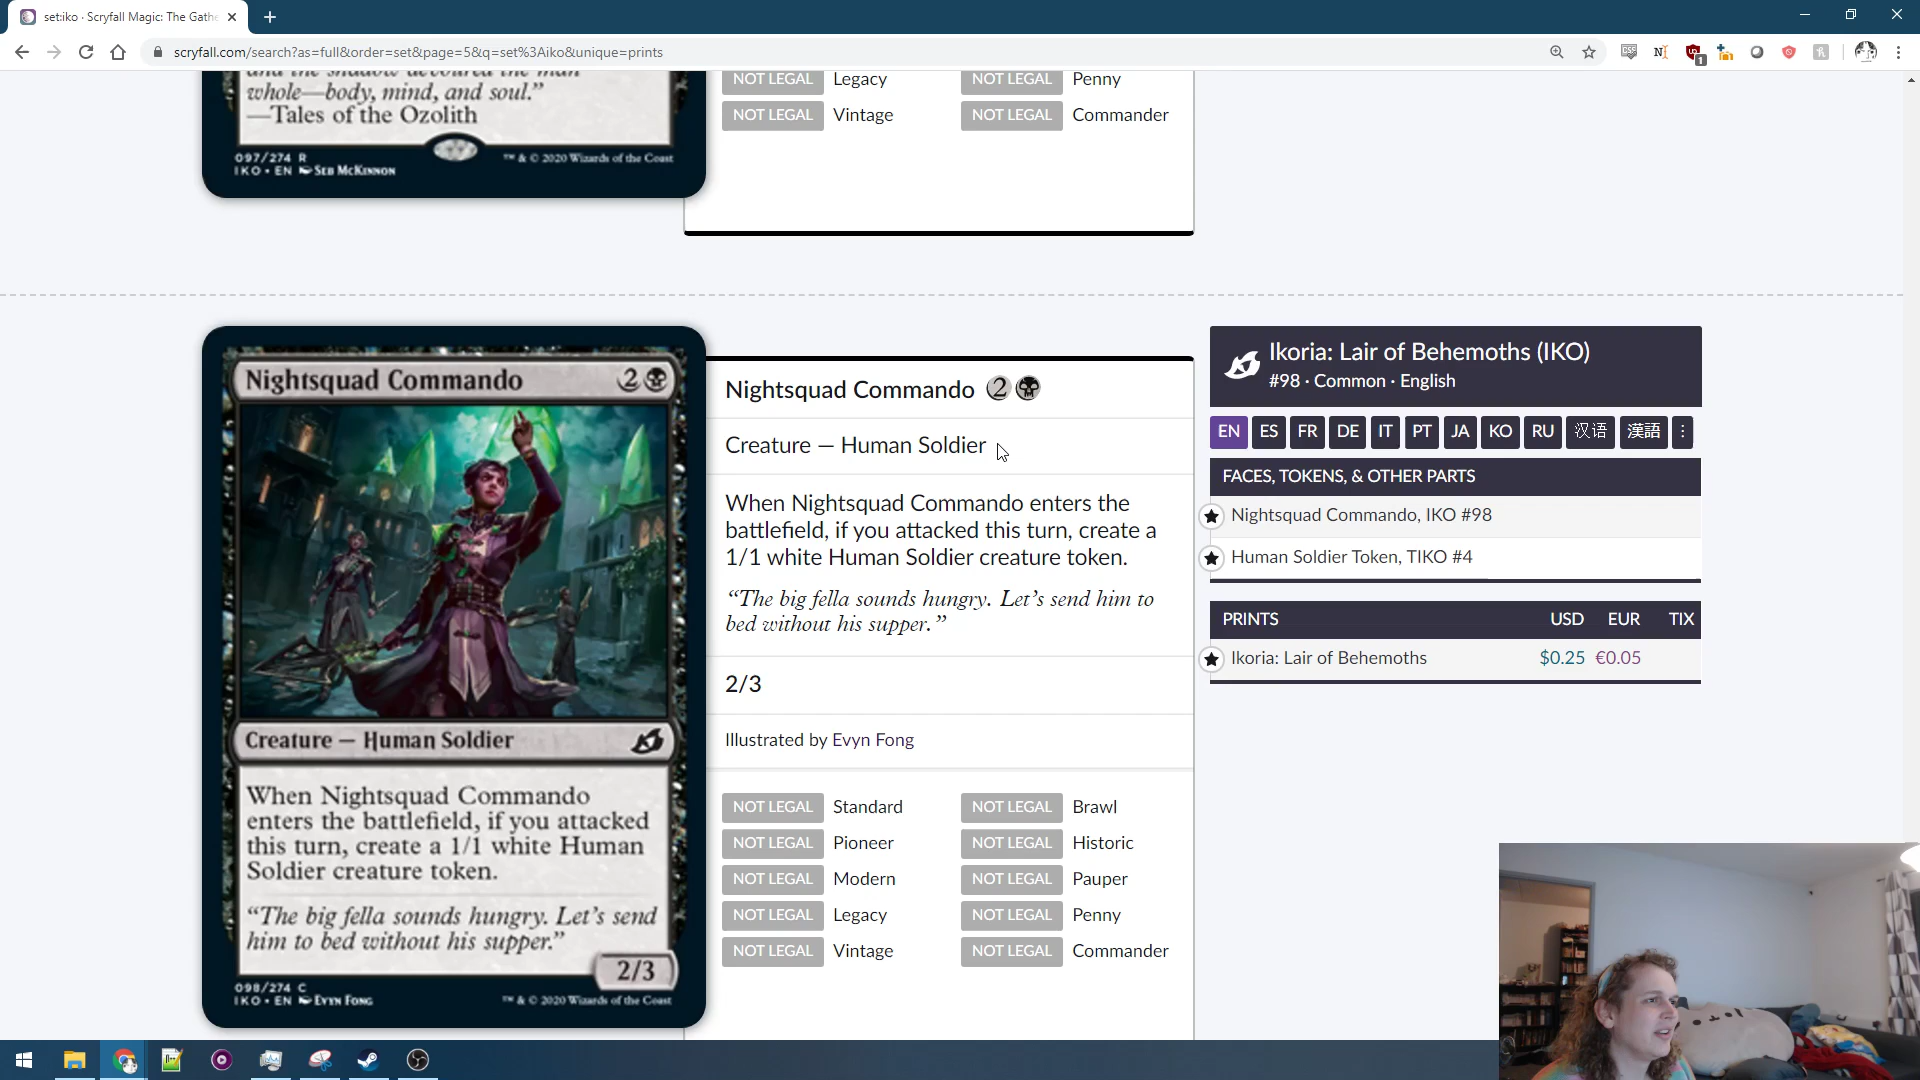 set:iko · Scryfall Magic: The Gathe
scryfall.com/search?as=full&order=set&page=5&q=set%3Aiko&unique=prints
and the shadow devoured the man
whole—body, mind, and soul.”
—Tales of the Ozolith
097/274 R
IKO • EN SEB MCKINNON
™ & © 2020 Wizards of the Coast
NOT LEGAL Legacy NOT LEGAL Penny
NOT LEGAL Vintage NOT LEGAL Commander
Nightsquad Commando 2
Creature — Human Soldier
When Nightsquad Commando
enters the battlefield, if you attacked
this turn, create a 1/1 white Human
Soldier creature token.
“The big fella sounds hungry. Let’s send
him to bed without his supper.”
2/3
098/274 C
IKO • EN EVYN FONG
™ & © 2020 Wizards of the Coast
Nightsquad Commando 2
Creature — Human Soldier
When Nightsquad Commando enters the
battlefield, if you attacked this turn, create a
1/1 white Human Soldier creature token.
“The big fella sounds hungry. Let’s send him to
bed without his supper.”
2/3
Illustrated by Evyn Fong
NOT LEGAL Standard NOT LEGAL Brawl
NOT LEGAL Pioneer NOT LEGAL Historic
NOT LEGAL Modern NOT LEGAL Pauper
NOT LEGAL Legacy NOT LEGAL Penny
NOT LEGAL Vintage NOT LEGAL Commander
Ikoria: Lair of Behemoths (IKO)
#98 · Common · English
EN ES FR DE IT PT JA KO RU 汉语 漢語
FACES, TOKENS, & OTHER PARTS
Nightsquad Commando, IKO #98
Human Soldier Token, TIKO #4
PRINTS USD EUR TIX
Ikoria: Lair of Behemoths $0.25 €0.05